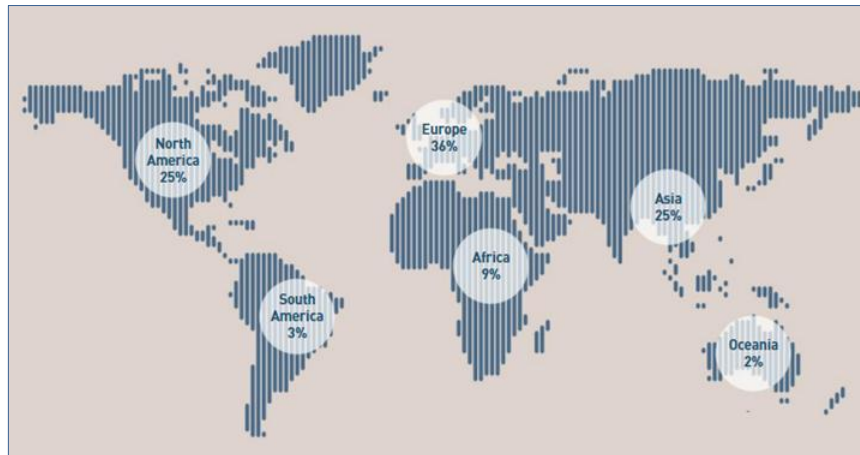 North
America
25%
Europe
36%
Asia
25%
Africa
9%
South
America
3%
Oceania
2%